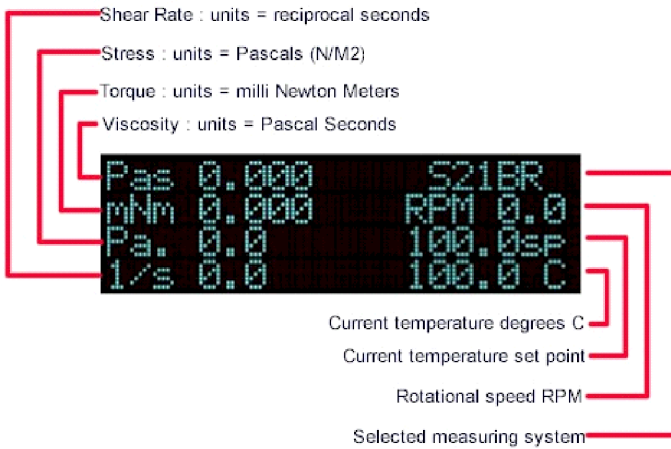 Shear Rate : units = reciprocal seconds
Stress : units = Pascals (N/M2)
Torque : units = milli Newton Meters
Viscosity : units = Pascal Seconds
Pas 0.000 S21BR
mNm 0.000 RPM 0.0
Pa. 0.0 100.0sp
1/s 0.0 100.0 C
Current temperature degrees C
Current temperature set point
Rotational speed RPM
Selected measuring system